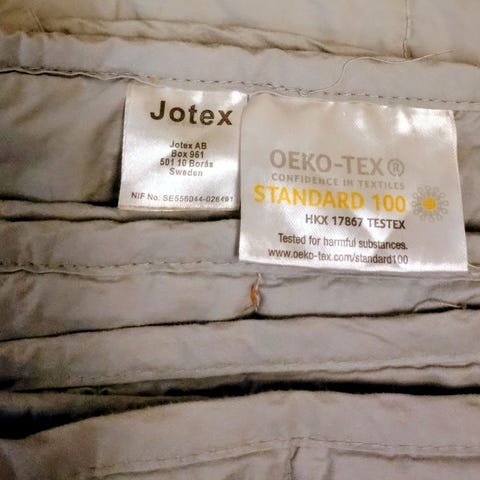 Jotex
Jotex AB
Box 961
501 10 Borås
Sweden
NIF No: SE556044-026401
OEKO-TEX®
CONFIDENCE IN TEXTILES
STANDARD 100
HKX 17867 TESTEX
Tested for harmful substances.
www.oeko-tex.com/standard100